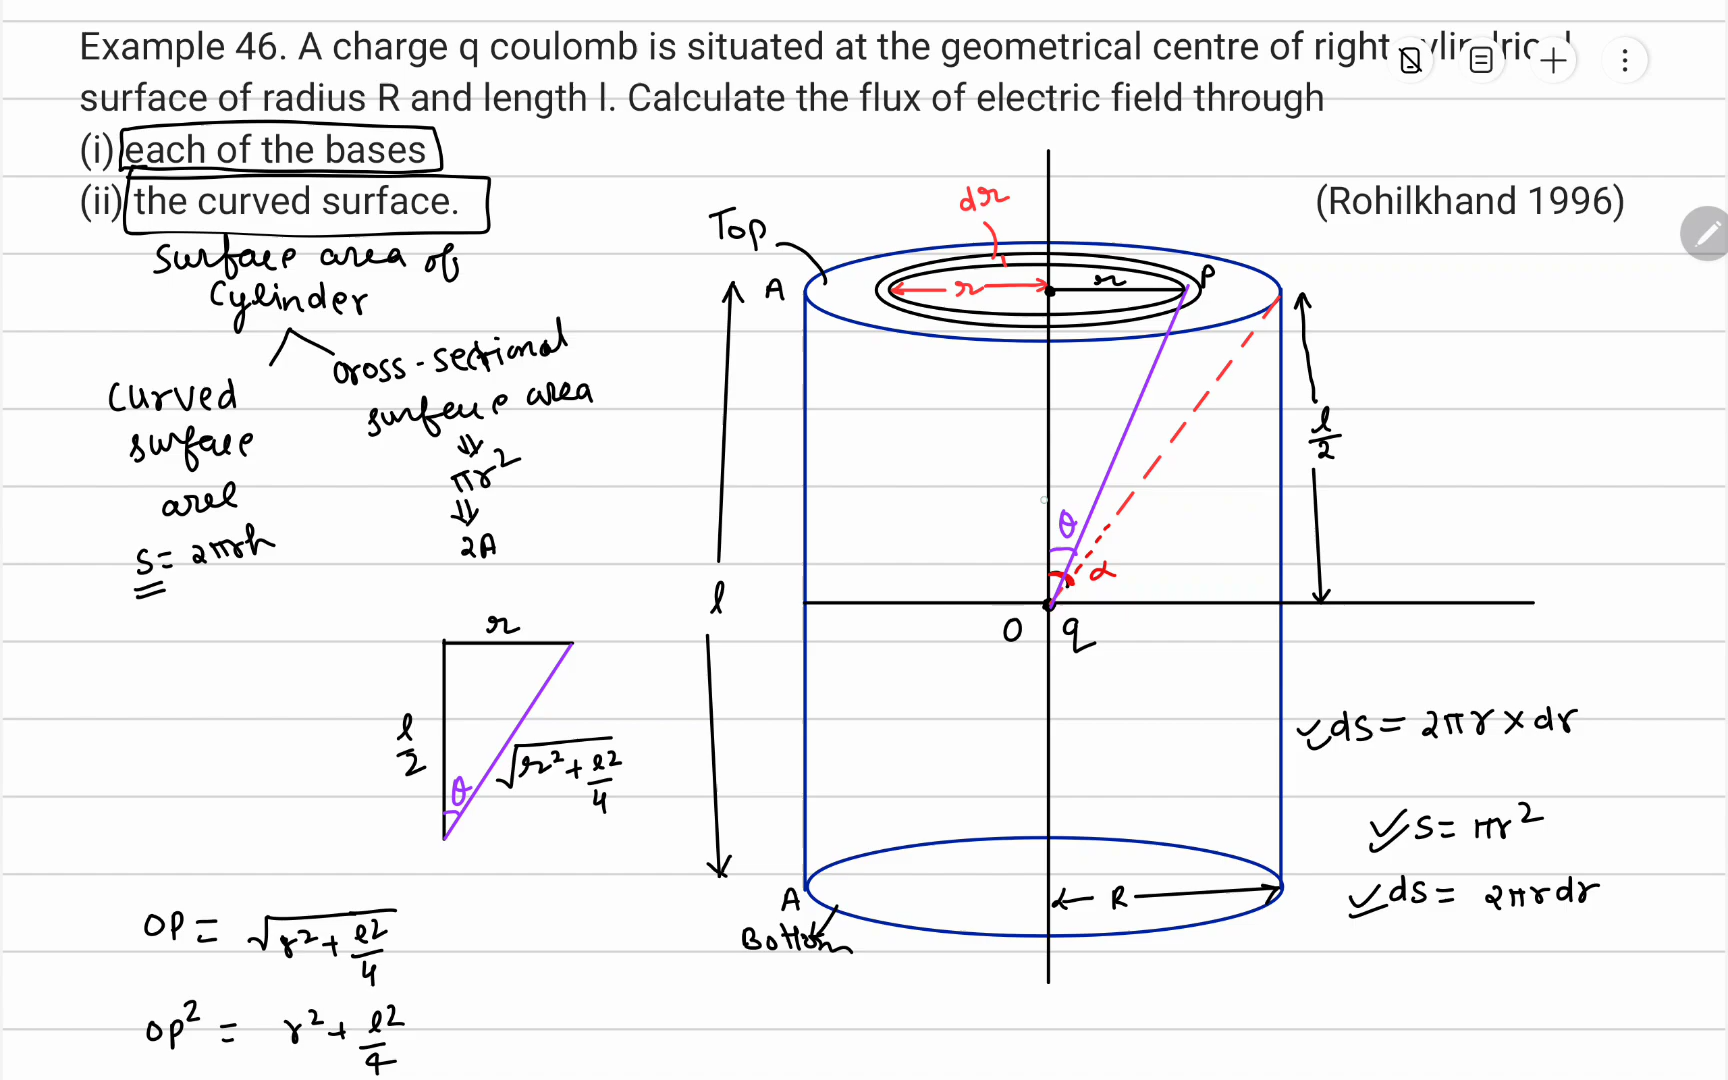 Example 46. A charge q coulomb is situated at the geometrical centre of right cylindrical
surface of radius R and length l. Calculate the flux of electric field through
(i) each of the bases
(ii) the curved surface.
(Rohilkhand 1996)
Surface area of
Cylinder
Curved
surface
area
S = 2πrh
cross-sectional
surface area
⇓
πr²
⇓
2A
r
l/2
θ
√(r² + l²/4)
OP = √(r² + l²/4)
OP² = r² + l²/4
Top
dr
A
r
r
P
l/2
l
θ
α
O
q
A
R
Bottom
ds = 2πr × dr
S = πr²
ds = 2πrdr